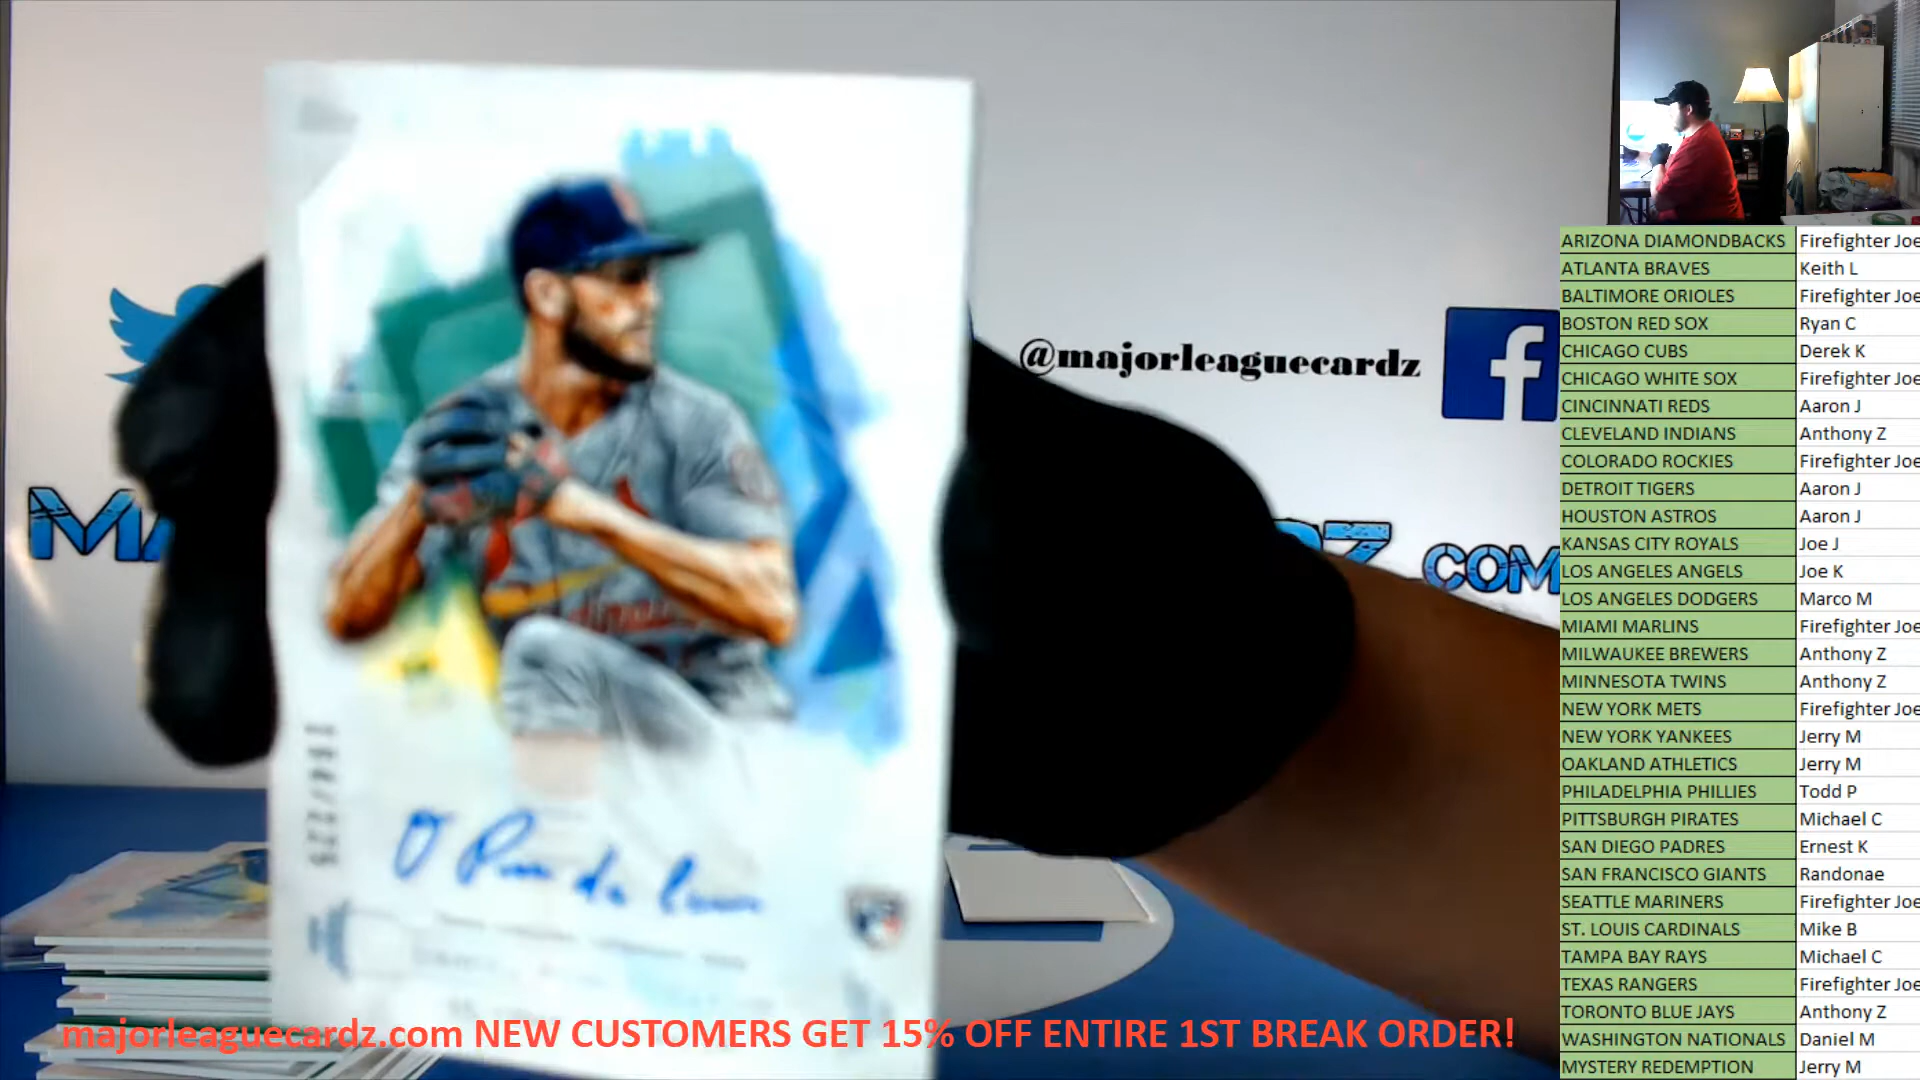 @majorleaguecardz
f
MA
DZ COM
184/225
majorleaguecardz.com NEW CUSTOMERS GET 15% OFF ENTIRE 1ST BREAK ORDER!
ARIZONA DIAMONDBACKS Firefighter Joe
ATLANTA BRAVES Keith L
BALTIMORE ORIOLES Firefighter Joe
BOSTON RED SOX Ryan C
CHICAGO CUBS Derek K
CHICAGO WHITE SOX Firefighter Joe
CINCINNATI REDS Aaron J
CLEVELAND INDIANS Anthony Z
COLORADO ROCKIES Firefighter Joe
DETROIT TIGERS Aaron J
HOUSTON ASTROS Aaron J
KANSAS CITY ROYALS Joe J
LOS ANGELES ANGELS Joe K
LOS ANGELES DODGERS Marco M
MIAMI MARLINS Firefighter Joe
MILWAUKEE BREWERS Anthony Z
MINNESOTA TWINS Anthony Z
NEW YORK METS Firefighter Joe
NEW YORK YANKEES Jerry M
OAKLAND ATHLETICS Jerry M
PHILADELPHIA PHILLIES Todd P
PITTSBURGH PIRATES Michael C
SAN DIEGO PADRES Ernest K
SAN FRANCISCO GIANTS Randonae
SEATTLE MARINERS Firefighter Joe
ST. LOUIS CARDINALS Mike B
TAMPA BAY RAYS Michael C
TEXAS RANGERS Firefighter Joe
TORONTO BLUE JAYS Anthony Z
WASHINGTON NATIONALS Daniel M
MYSTERY REDEMPTION Jerry M